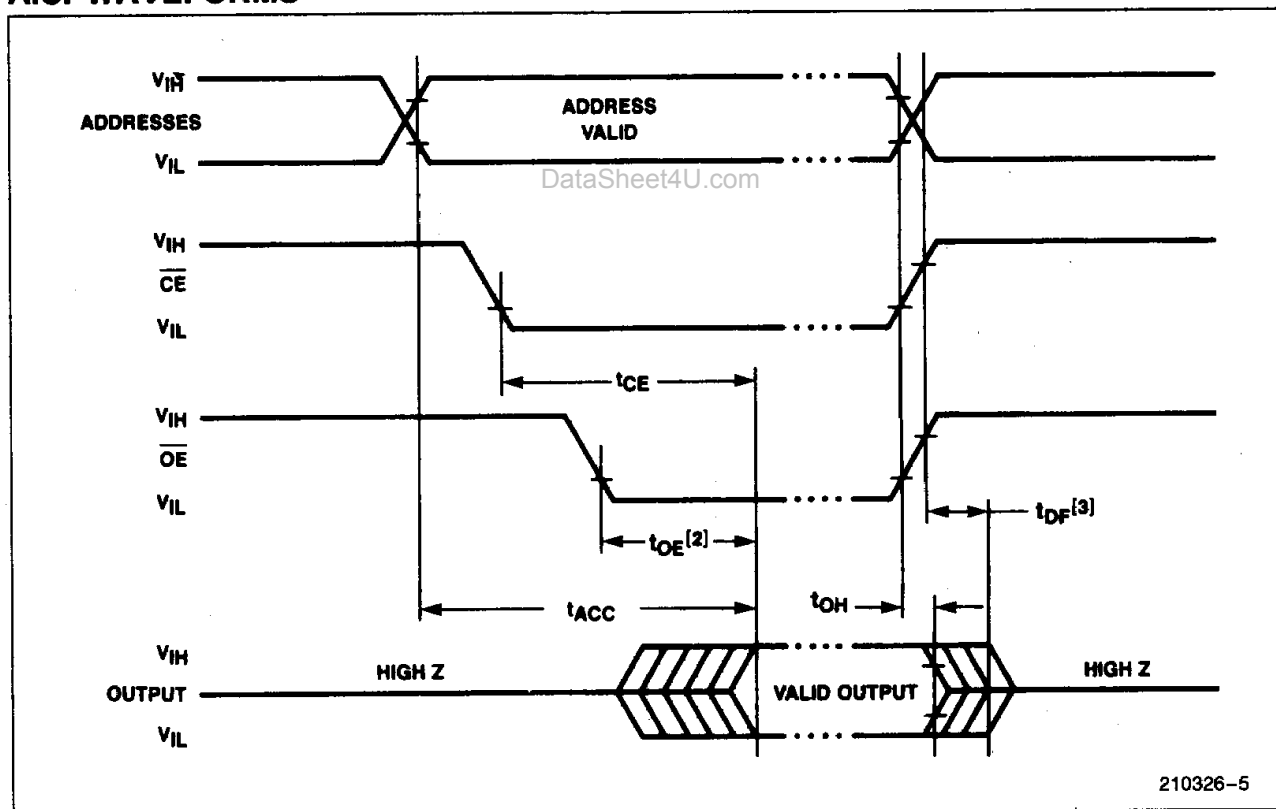 A.C. WAVEFORMS
VIH
ADDRESSES
VIL
ADDRESS
VALID
DataSheet4U.com
VIH
CE
VIL
tCE
VIH
OE
VIL
tDF[3]
tOE[2]
tACC
tOH
VIH
HIGH Z
HIGH Z
OUTPUT
VALID OUTPUT
VIL
210326-5